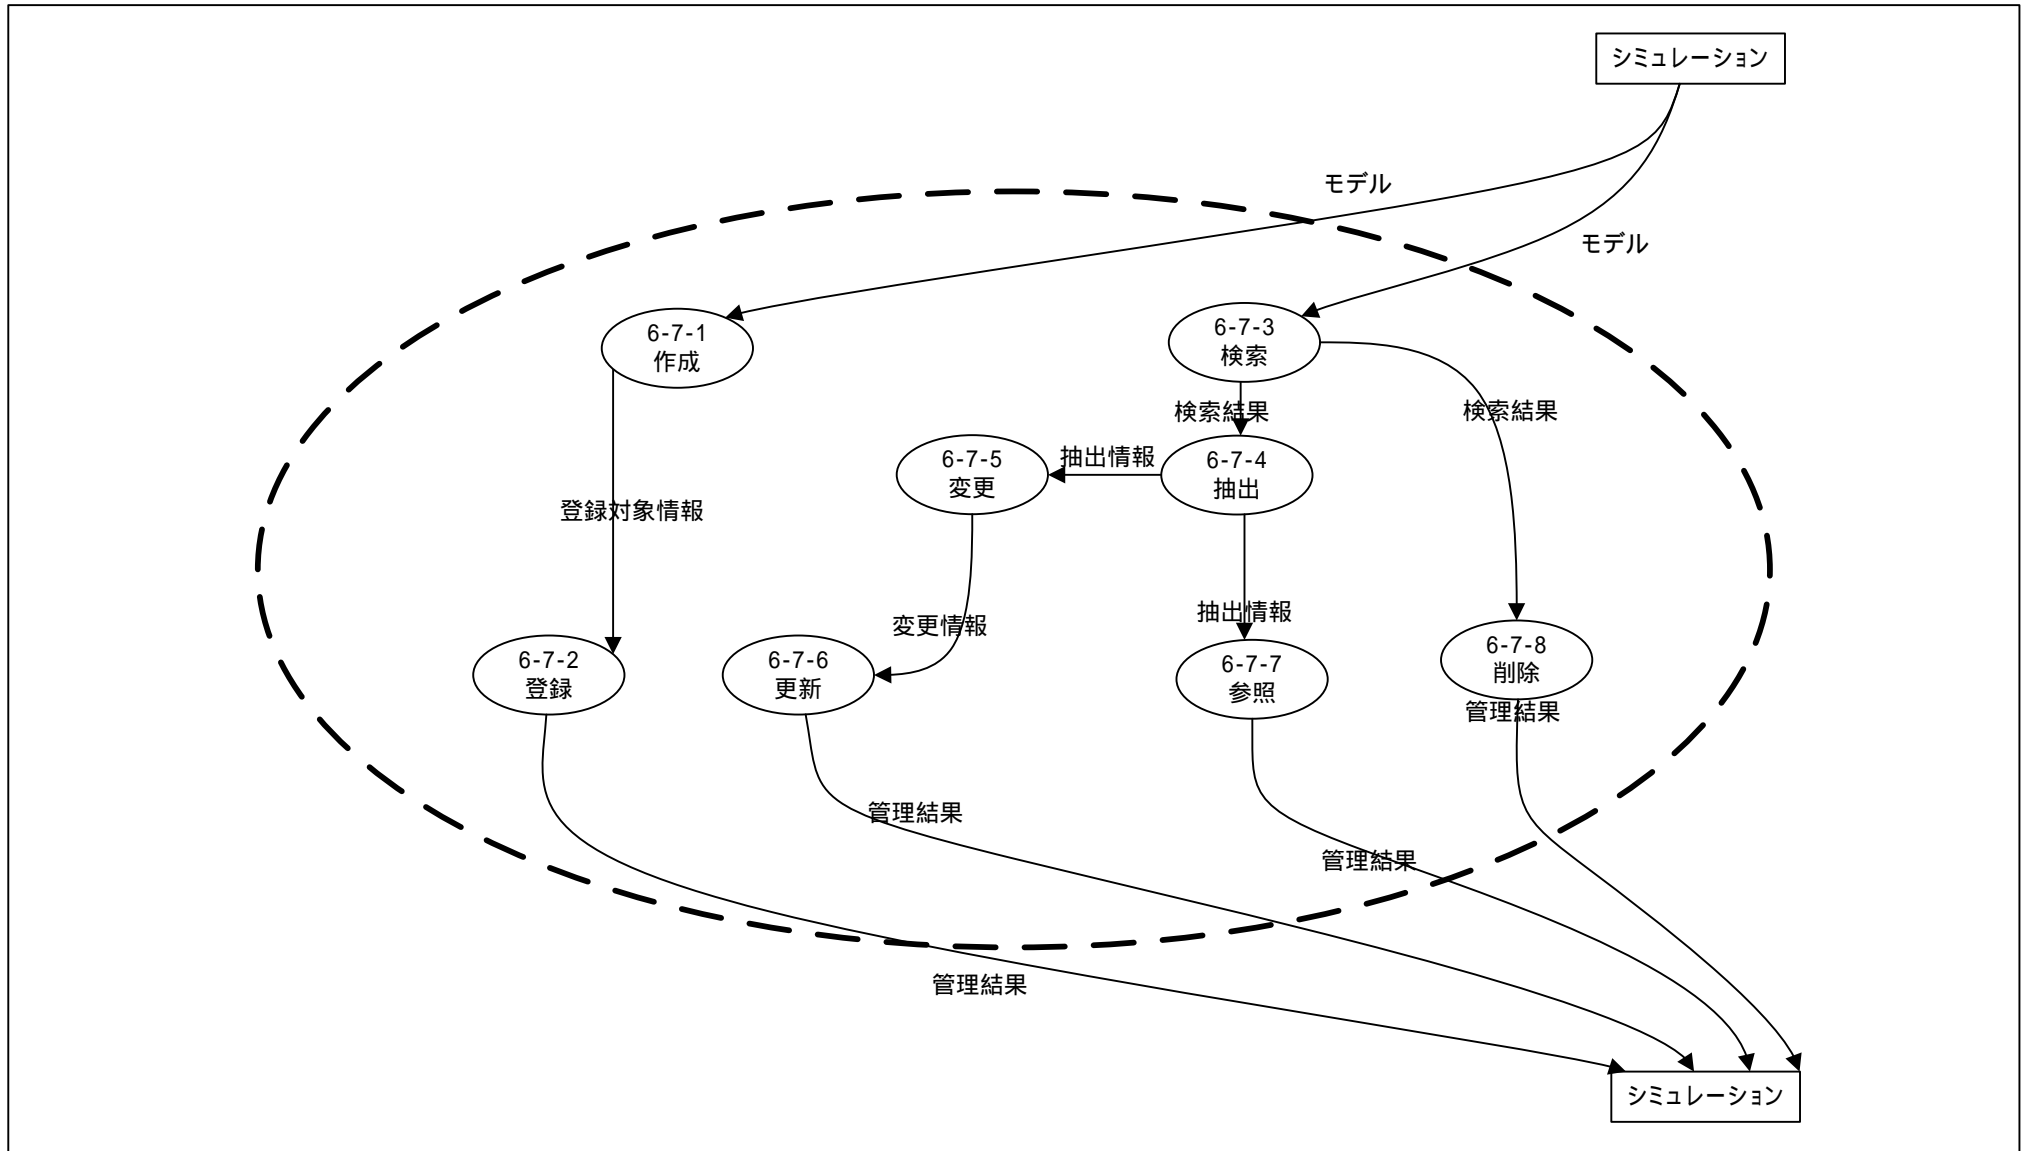 シミュレーション
モデル
モデル
6-7-1
作成
6-7-3
検索
検索結果
検索結果
6-7-5
変更
抽出情報
6-7-4
抽出
登録対象情報
変更情報
抽出情報
6-7-2
登録
6-7-6
更新
6-7-7
参照
6-7-8
削除
管理結果
管理結果
管理結果
管理結果
シミュレーション